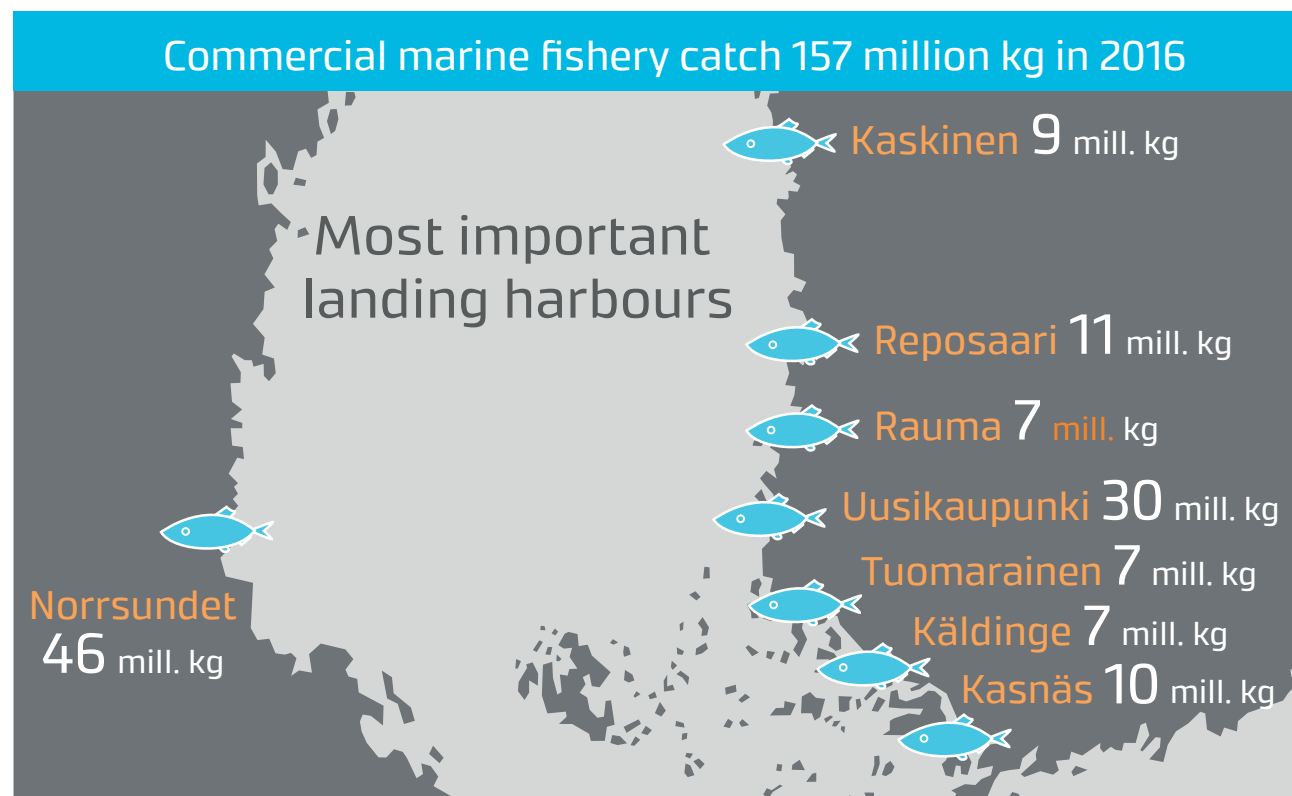 Commercial marine fishery catch 157 million kg in 2016
Kaskinen 9 mill. kg
Most important
landing harbours
Reposaari 11 mill. kg
Rauma 7 mill. kg
Uusikaupunki 30 mill. kg
Tuomarainen 7 mill. kg
Norrsundet
46 mill. kg
Käldinge 7 mill. kg
Kasnäs 10 mill. kg